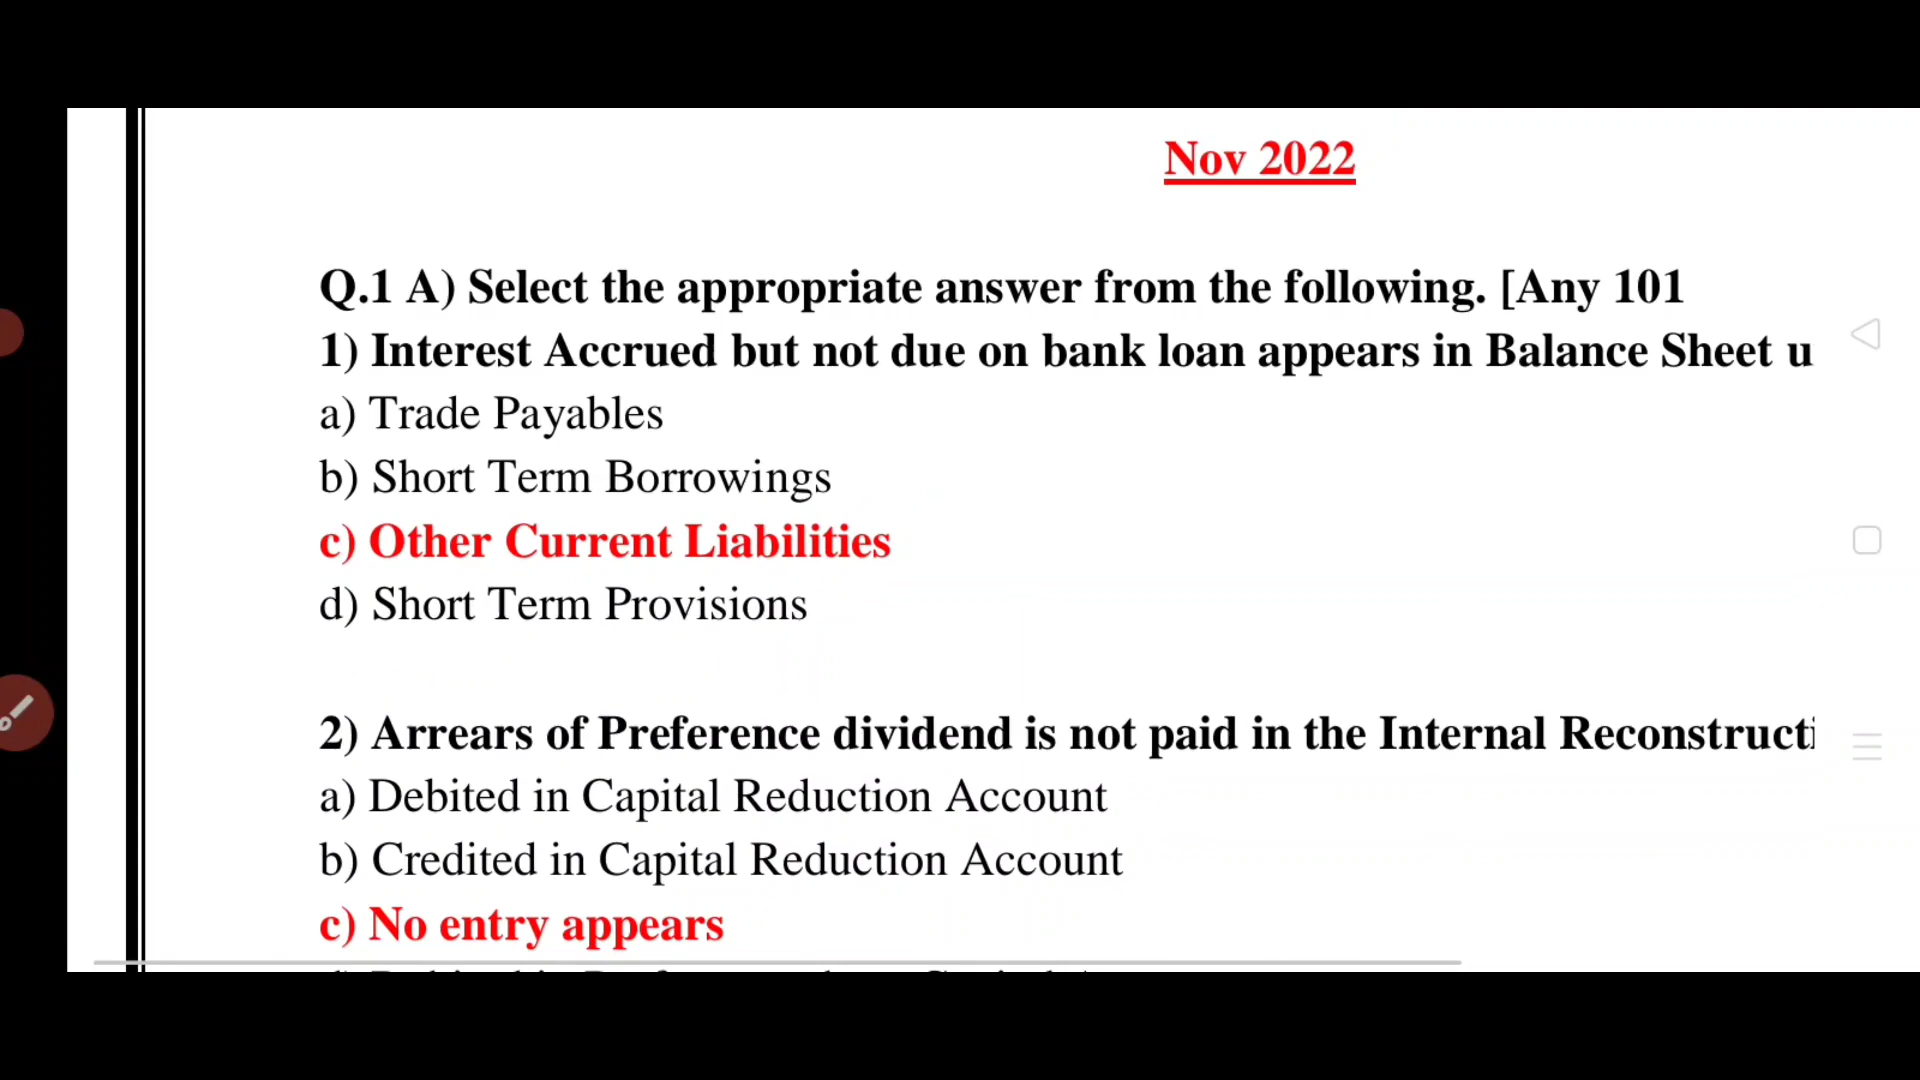 Nov 2022
Q.1 A) Select the appropriate answer from the following. [Any 101
1) Interest Accrued but not due on bank loan appears in Balance Sheet u
a) Trade Payables
b) Short Term Borrowings
c) Other Current Liabilities
d) Short Term Provisions
2) Arrears of Preference dividend is not paid in the Internal Reconstructi
a) Debited in Capital Reduction Account
b) Credited in Capital Reduction Account
c) No entry appears